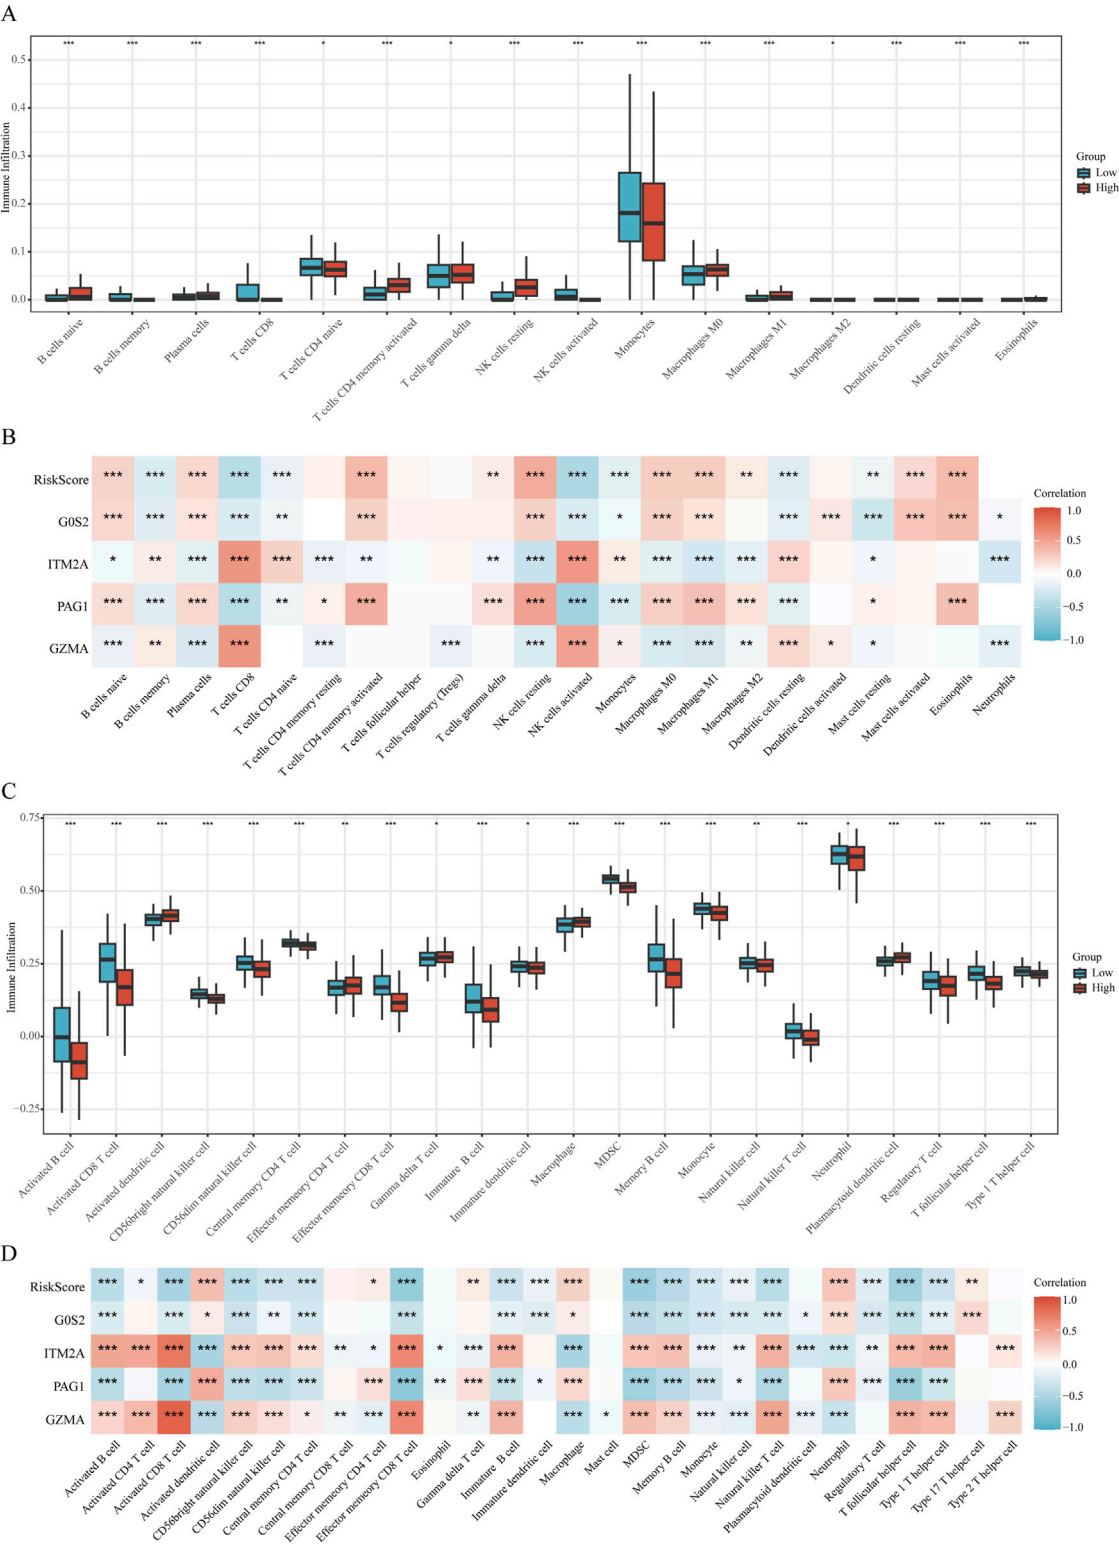 A
*** *** *** *** * *** * *** *** *** *** *** * *** *** ***
0.5
0.4
0.3
0.2
0.1
0.0
Immune Infiltration
Group
Low
High
B cells naive
B cells memory
Plasma cells
T cells CD8
T cells CD4 naive
T cells CD4 memory activated
T cells gamma delta
NK cells resting
NK cells activated
Monocytes
Macrophages M0
Macrophages M1
Macrophages M2
Dendritic cells resting
Mast cells activated
Eosinophils
B
RiskScore *** *** *** *** *** *** ** *** *** *** *** *** ** *** ** *** ***
G0S2 *** *** *** *** ** *** *** *** * *** *** *** *** *** *** *** *
ITM2A * ** *** *** *** *** ** ** *** *** ** *** *** *** *** * ***
PAG1 *** *** *** *** ** * *** *** *** *** *** *** *** *** *** * ***
GZMA *** ** *** *** *** *** *** *** * *** *** ** *** * * ***
Correlation
1.0
0.5
0.0
−0.5
−1.0
B cells naive
B cells memory
Plasma cells
T cells CD8
T cells CD4 naive
T cells CD4 memory resting
T cells CD4 memory activated
T cells follicular helper
T cells regulatory (Tregs)
T cells gamma delta
NK cells resting
NK cells activated
Monocytes
Macrophages M0
Macrophages M1
Macrophages M2
Dendritic cells resting
Dendritic cells activated
Mast cells resting
Mast cells activated
Eosinophils
Neutrophils
C
*** *** *** *** *** *** ** *** * *** * *** *** *** *** ** *** * *** *** *** ***
0.75
0.50
0.25
0.00
−0.25
Immune Infiltration
Group
Low
High
Activated B cell
Activated CD8 T cell
Activated dendritic cell
CD56bright natural killer cell
CD56dim natural killer cell
Central memory CD4 T cell
Effector memeory CD4 T cell
Effector memeory CD8 T cell
Gamma delta T cell
Immature B cell
Immature dendritic cell
Macrophage
MDSC
Memory B cell
Monocyte
Natural killer cell
Natural killer T cell
Neutrophil
Plasmacytoid dendritic cell
Regulatory T cell
T follicular helper cell
Type 1 T helper cell
D
RiskScore *** * *** *** *** *** *** * *** ** *** *** *** *** *** *** *** *** *** *** *** *** **
G0S2 *** *** * *** ** *** *** *** *** * *** *** *** *** *** * *** *** *** *** ***
ITM2A *** *** *** *** *** *** *** ** * *** * *** *** *** *** *** *** ** *** *** *** ** *** *** ***
PAG1 *** *** *** *** *** *** *** *** ** *** *** * *** *** *** *** * *** *** *** *** ***
GZMA *** *** *** *** *** *** * ** *** *** ** *** *** * *** *** *** *** *** *** *** *** *** ***
Correlation
1.0
0.5
0.0
−0.5
−1.0
Activated B cell
Activated CD4 T cell
Activated CD8 T cell
Activated dendritic cell
CD56bright natural killer cell
CD56dim natural killer cell
Central memory CD4 T cell
Central memory CD8 T cell
Effector memeory CD4 T cell
Effector memeory CD8 T cell
Eosinophil
Gamma delta T cell
Immature B cell
Immature dendritic cell
Macrophage
Mast cell
MDSC
Memory B cell
Monocyte
Natural killer cell
Natural killer T cell
Plasmacytoid dendritic cell
Neutrophil
Regulatory T cell
T follicular helper cell
Type 1 T helper cell
Type 17 T helper cell
Type 2 T helper cell